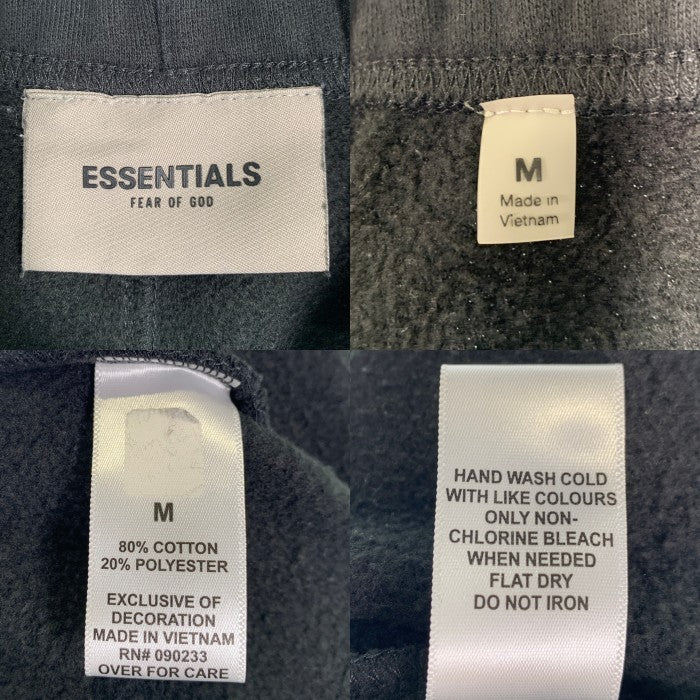 ESSENTIALS
FEAR OF GOD
M
Made in
Vietnam
M
80% COTTON
20% POLYESTER
EXCLUSIVE OF
DECORATION
MADE IN VIETNAM
RN# 090233
OVER FOR CARE
HAND WASH COLD
WITH LIKE COLOURS
ONLY NON-
CHLORINE BLEACH
WHEN NEEDED
FLAT DRY
DO NOT IRON